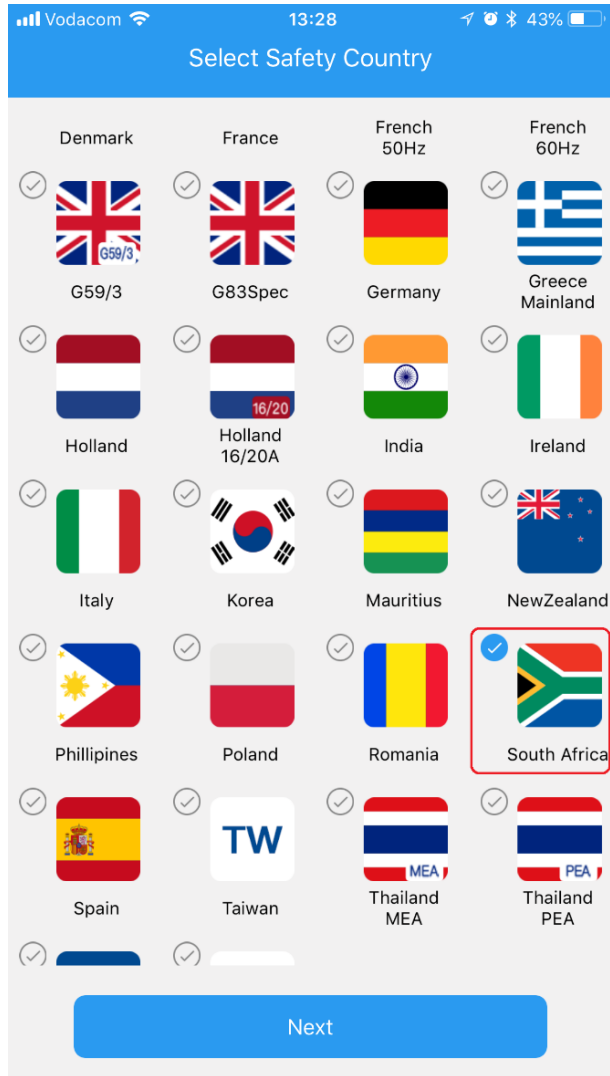 Vodacom 13:28 43%
Select Safety Country
Denmark France French 50Hz French 60Hz
G59/3
G59/3 G83Spec Germany Greece Mainland
16/20
Holland Holland 16/20A India Ireland
Italy Korea Mauritius NewZealand
Phillipines Poland Romania South Africa
TW MEA PEA
Spain Taiwan Thailand MEA Thailand PEA
Next